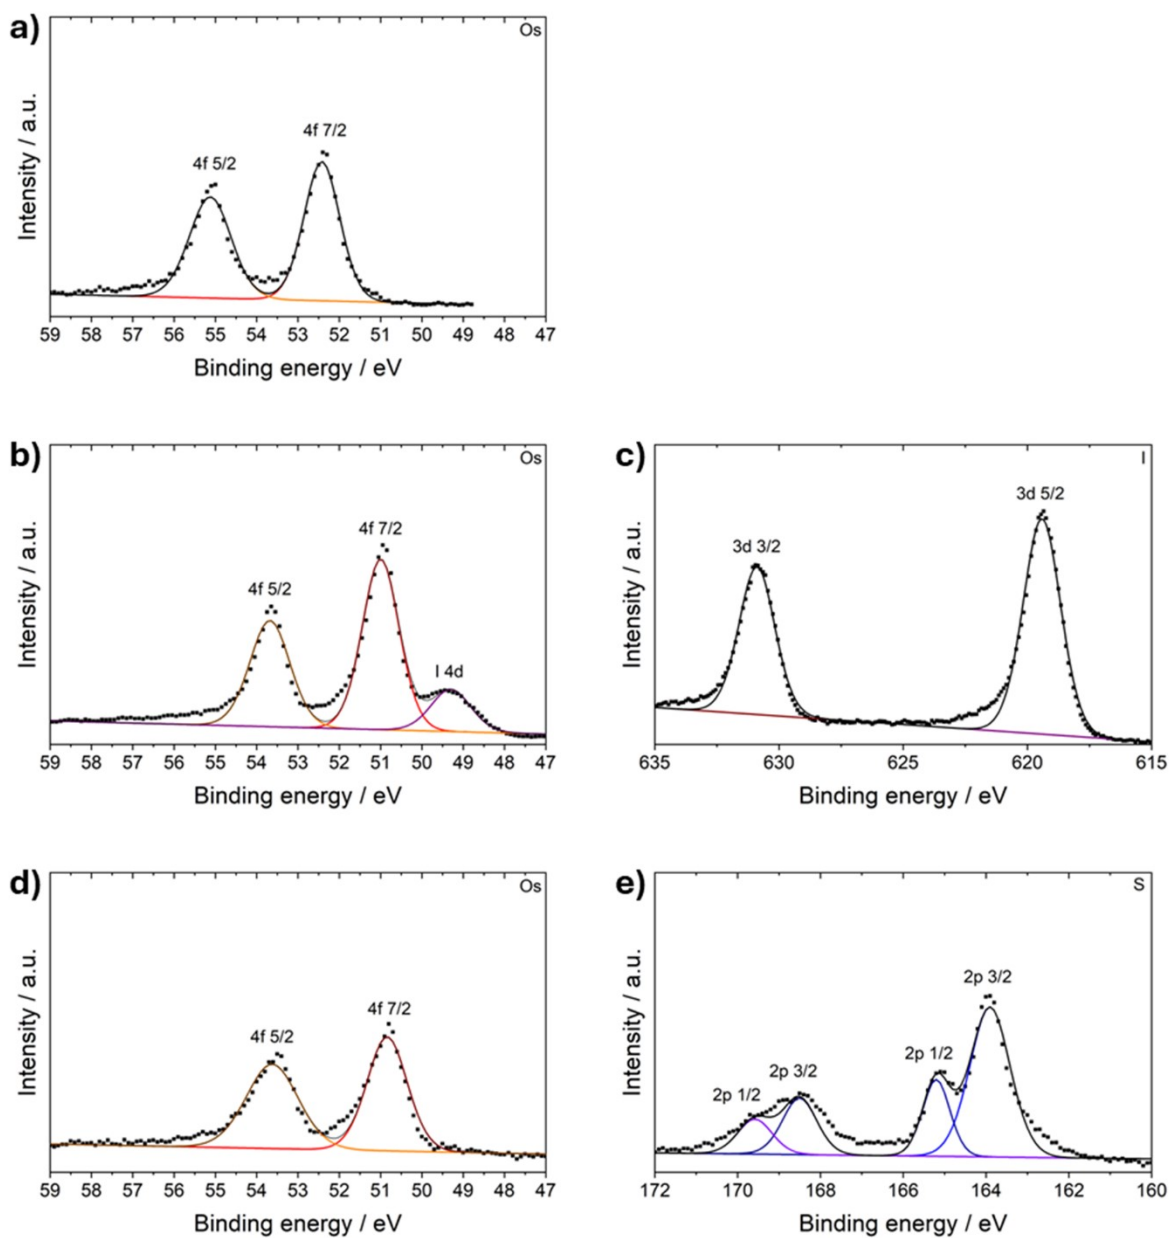 a)
Os
4f 5/2
4f 7/2
Intensity / a.u.
59 58 57 56 55 54 53 52 51 50 49 48 47
Binding energy / eV
b)
Os
4f 5/2
4f 7/2
I 4d
Intensity / a.u.
59 58 57 56 55 54 53 52 51 50 49 48 47
Binding energy / eV
c)
I
3d 3/2
3d 5/2
Intensity / a.u.
635 630 625 620 615
Binding energy / eV
d)
Os
4f 5/2
4f 7/2
Intensity / a.u.
59 58 57 56 55 54 53 52 51 50 49 48 47
Binding energy / eV
e)
S
2p 1/2
2p 3/2
2p 1/2
2p 3/2
Intensity / a.u.
172 170 168 166 164 162 160
Binding energy / eV